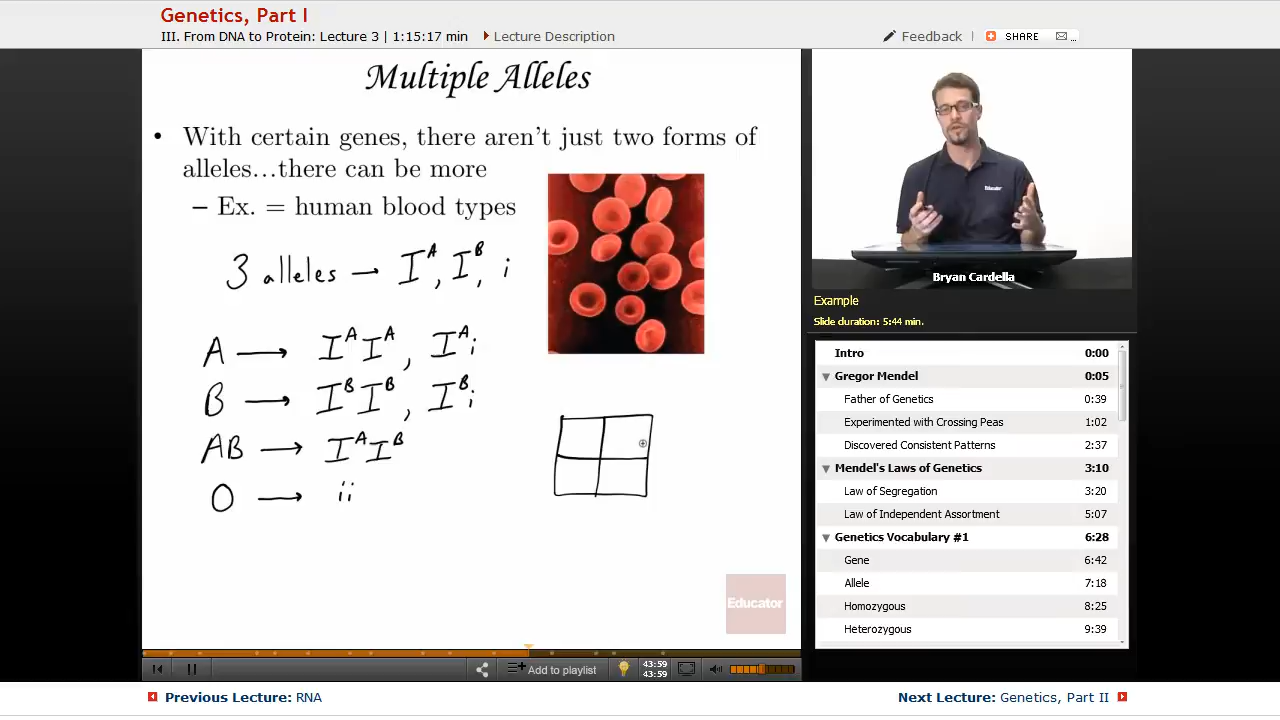 Genetics, Part I
III. From DNA to Protein: Lecture 3 | 1:15:17 min Lecture Description
Feedback SHARE
Multiple Alleles
• With certain genes, there aren't just two forms of
alleles…there can be more
– Ex. = human blood types
3 alleles → I^A, I^B, i
A → I^A I^A, I^A i
B → I^B I^B, I^B i
AB → I^A I^B
O → ii
Educator
Educator
Bryan Cardella
Example
Slide duration: 5:44 min.
Intro 0:00
Gregor Mendel 0:05
Father of Genetics 0:39
Experimented with Crossing Peas 1:02
Discovered Consistent Patterns 2:37
Mendel's Laws of Genetics 3:10
Law of Segregation 3:20
Law of Independent Assortment 5:07
Genetics Vocabulary #1 6:28
Gene 6:42
Allele 7:18
Homozygous 8:25
Heterozygous 9:39
Add to playlist
43:59
43:59
Previous Lecture: RNA
Next Lecture: Genetics, Part II